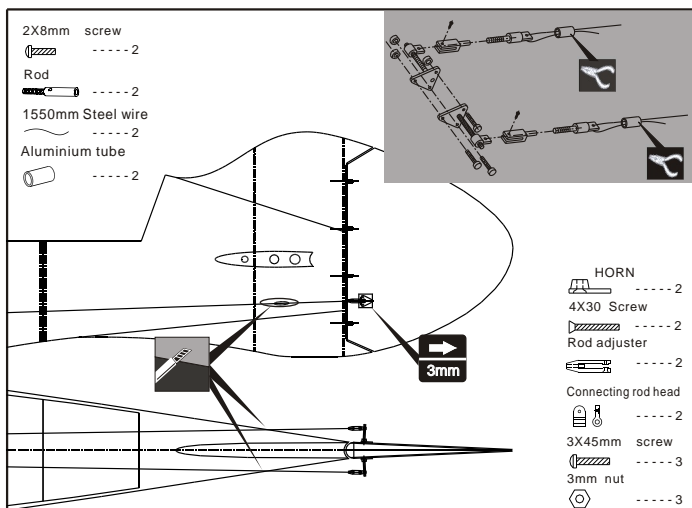 2X8mm screw
-----2
Rod
-----2
1550mm Steel wire
-----2
Aluminium tube
-----2
3mm
HORN
-----2
4X30 Screw
-----2
Rod adjuster
-----2
Connecting rod head
-----2
3X45mm screw
-----3
3mm nut
-----3